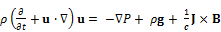 ρ(∂/∂t + u · ∇) u = −∇P + ρg + 1/c J × B